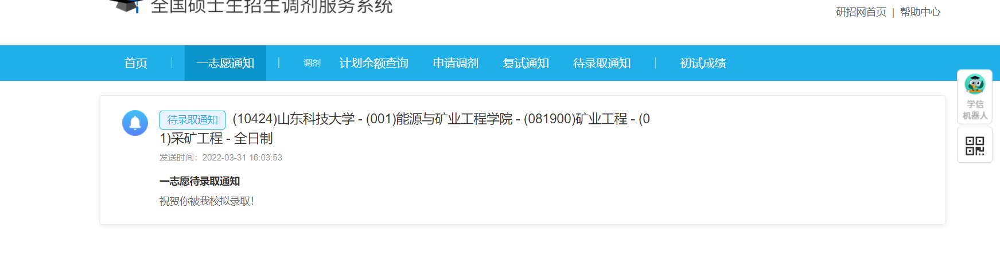 全国硕士生招生调剂服务系统
研招网首页 | 帮助中心
首页 | 一志愿通知 | 调剂 计划余额查询 申请调剂 复试通知 待录取通知 | 初试成绩
学信
机器人
待录取通知 (10424)山东科技大学 - (001)能源与矿业工程学院 - (081900)矿业工程 - (0
1)采矿工程 - 全日制
发送时间：2022-03-31 16:03:53
一志愿待录取通知
祝贺你被我校拟录取！